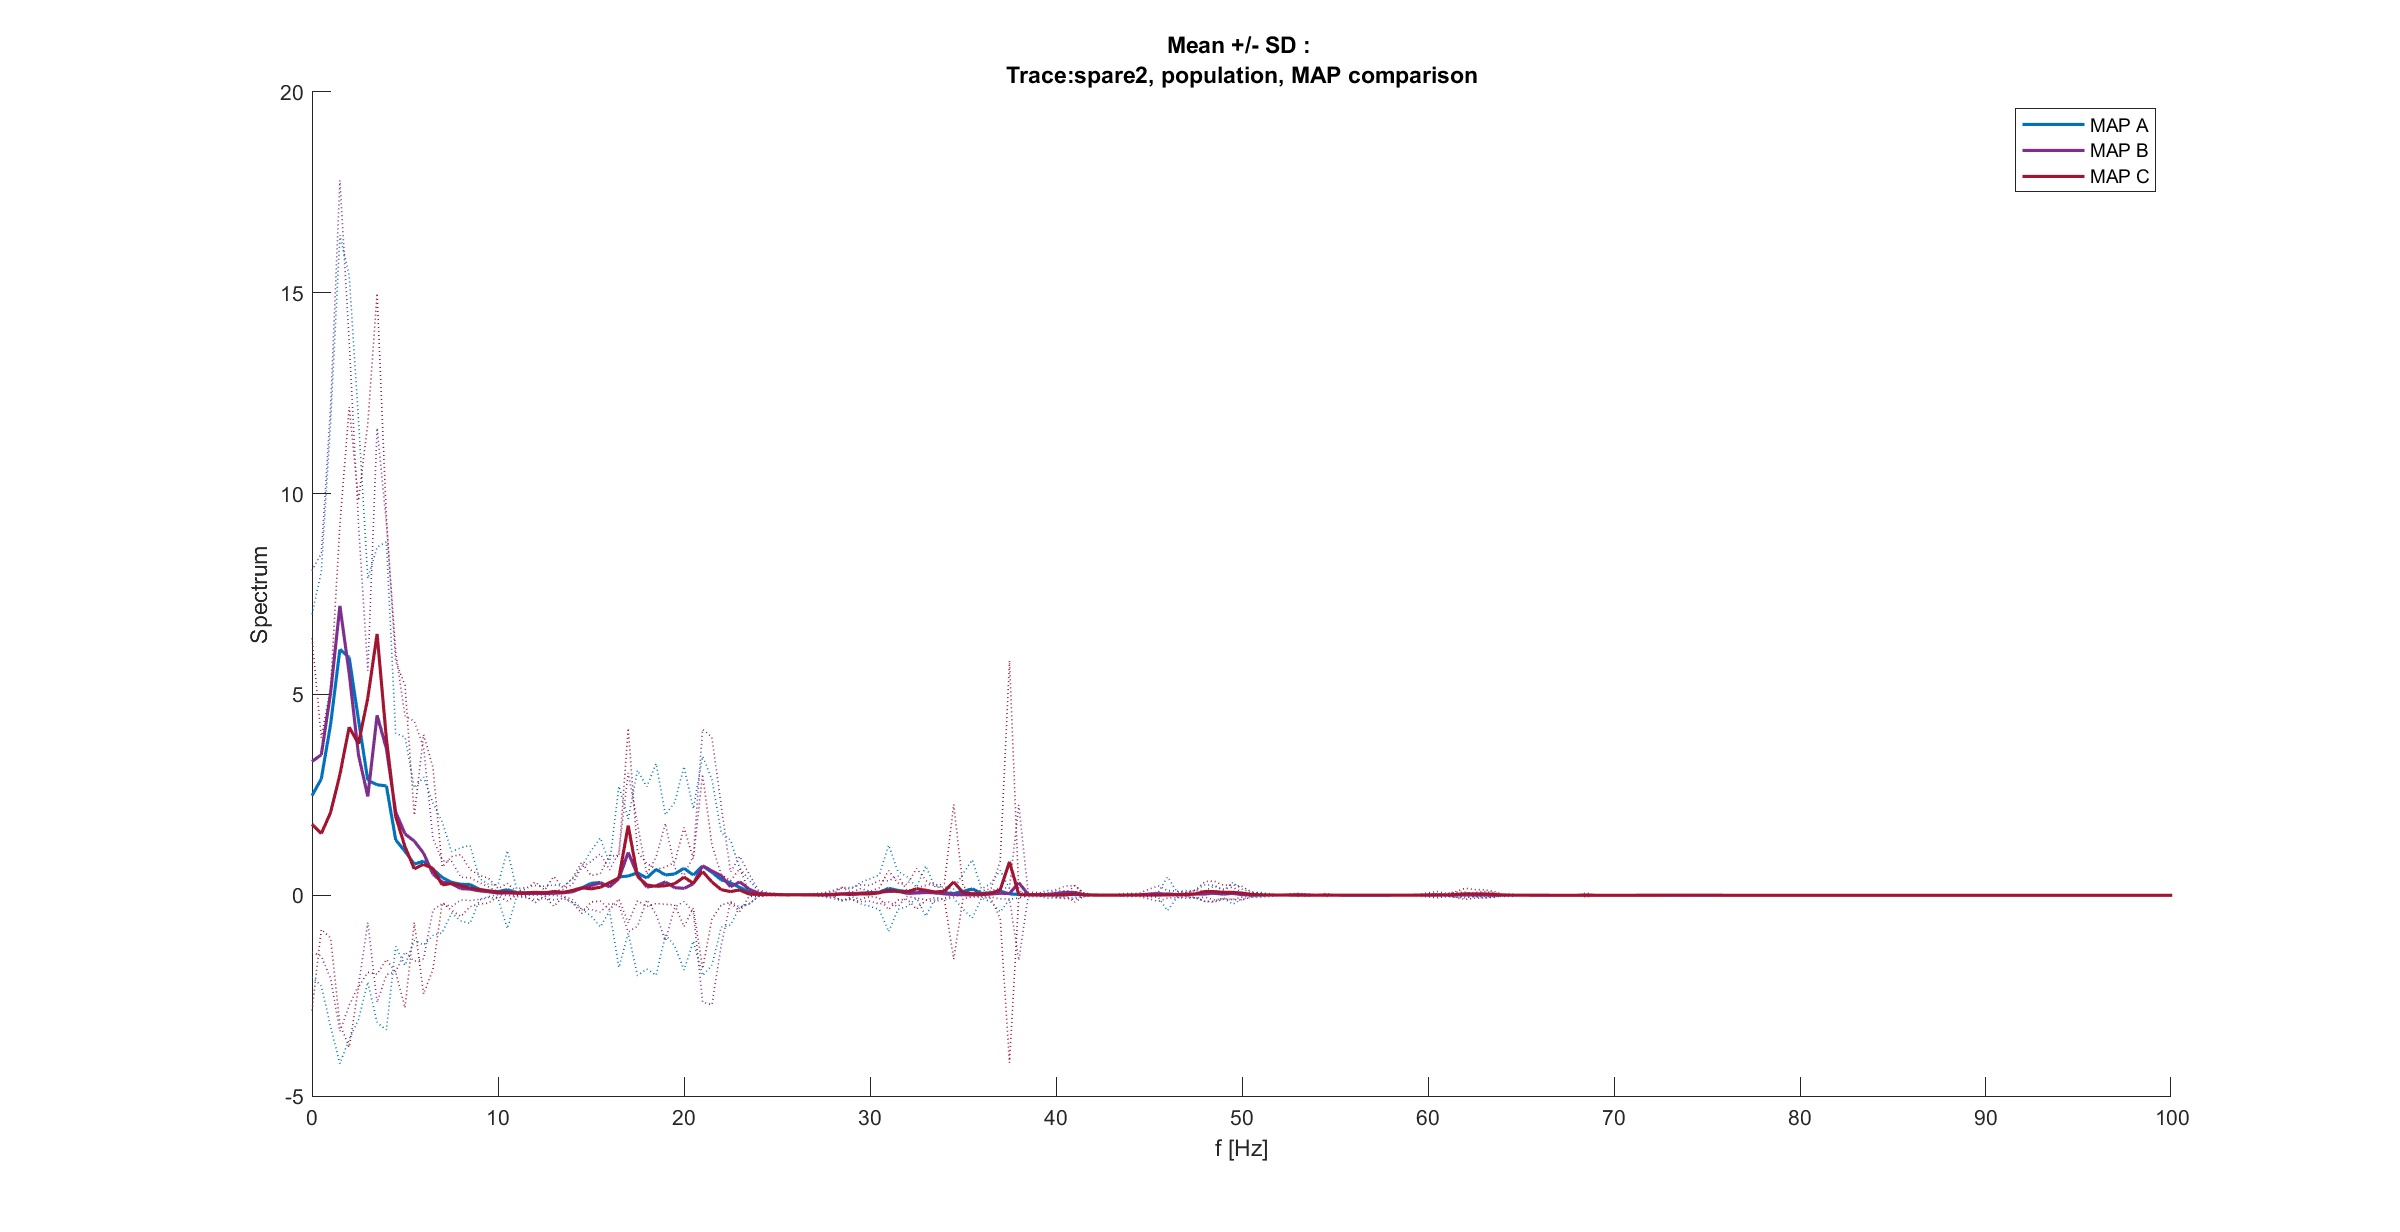 Mean +/- SD :
Trace:spare2, population, MAP comparison
20
15
10
5
0
-5
Spectrum
MAP A
MAP B
MAP C
0 10 20 30 40 50 60 70 80 90 100
f [Hz]